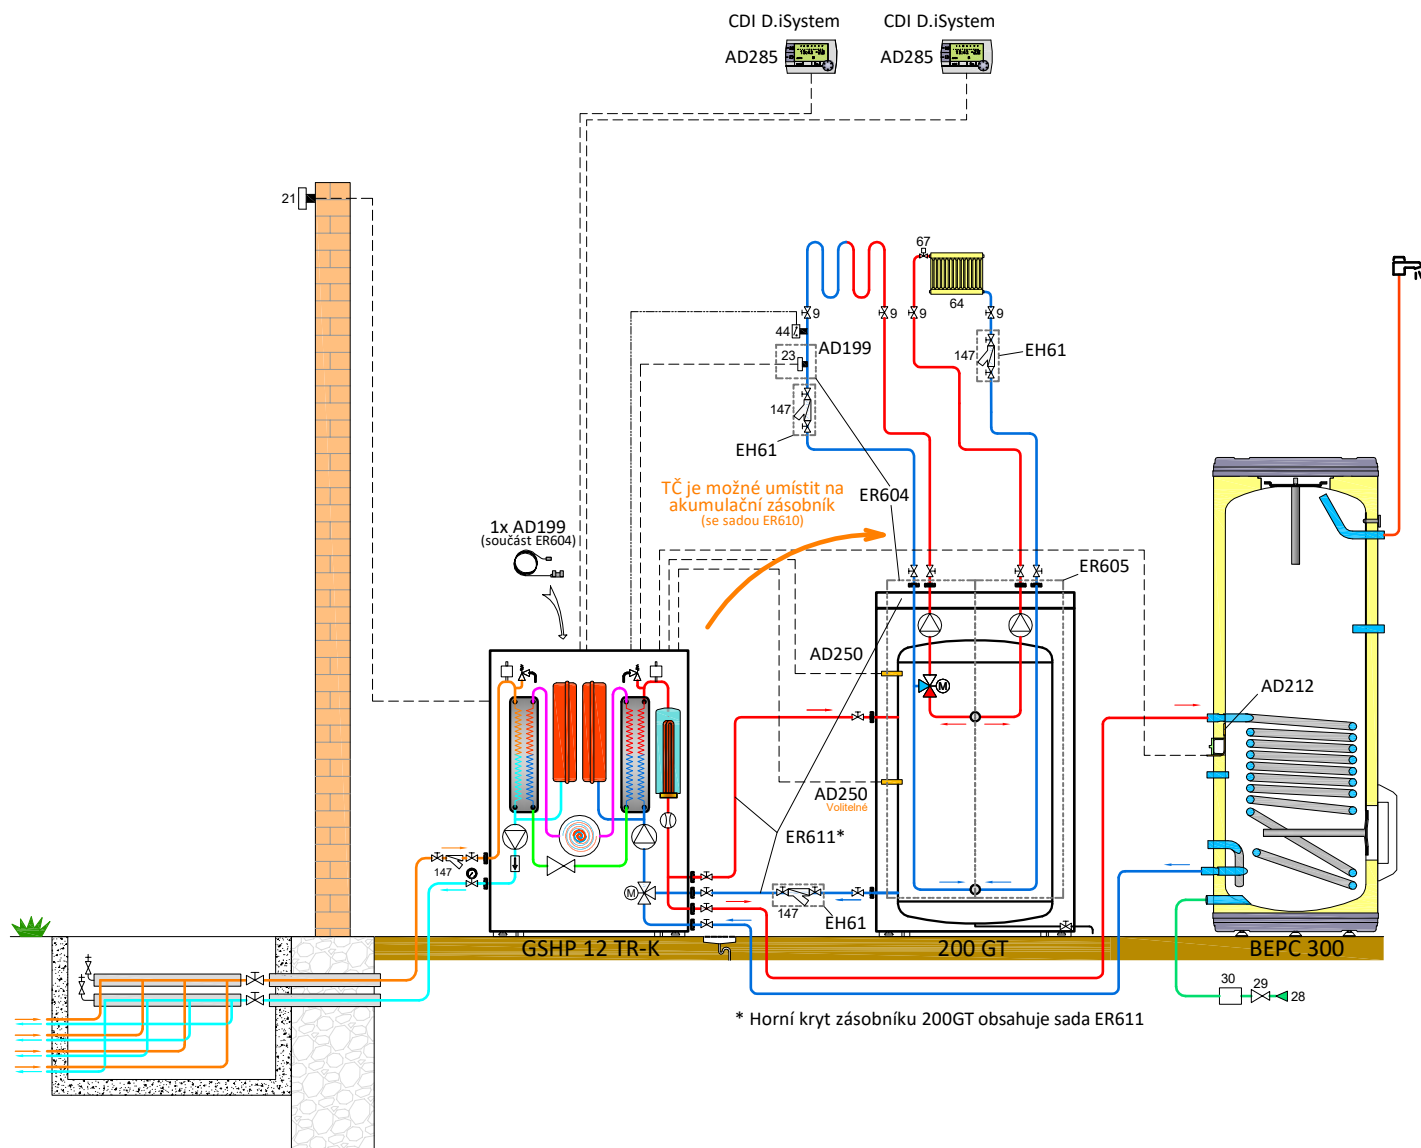 CDI D.iSystem
CDI D.iSystem
AD285
AD285
21
67
64
9
9
9
9
44
AD199
23
147
EH61
147
EH61
TČ je možné umístit na
akumulační zásobník
(se sadou ER610)
ER604
1x AD199
(součást ER604)
ER605
AD250
AD212
M
AD250
Volitelné
ER611*
147
M
147
EH61
GSHP 12 TR-K
200 GT
BEPC 300
30
29
28
* Horní kryt zásobníku 200GT obsahuje sada ER611